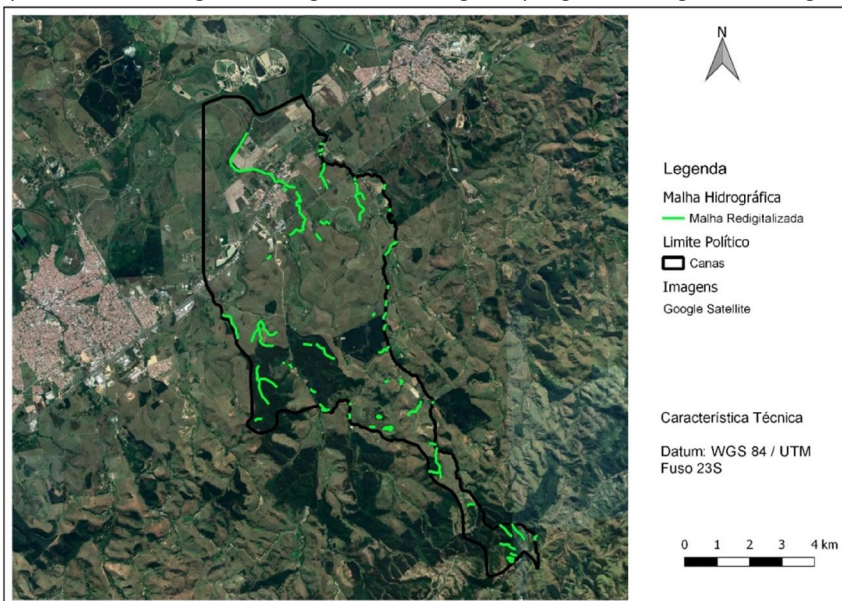 N
Legenda
Malha Hidrográfica
Malha Redigitalizada
Limite Político
Canas
Imagens
Google Satellite
Característica Técnica
Datum: WGS 84 / UTM
Fuso 23S
0 1 2 3 4 km